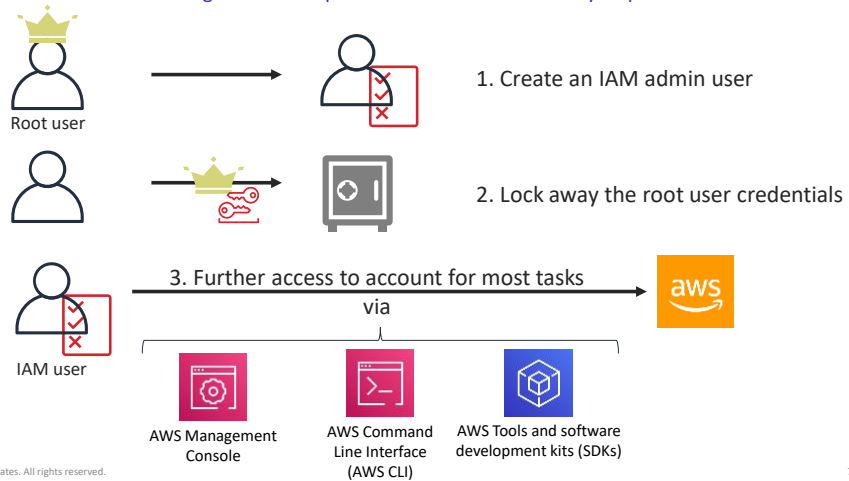 Root user
1. Create an IAM admin user
2. Lock away the root user credentials
3. Further access to account for most tasks
via
aws
IAM user
AWS Management
Console
AWS Command
Line Interface
(AWS CLI)
AWS Tools and software
development kits (SDKs)
All rights reserved.